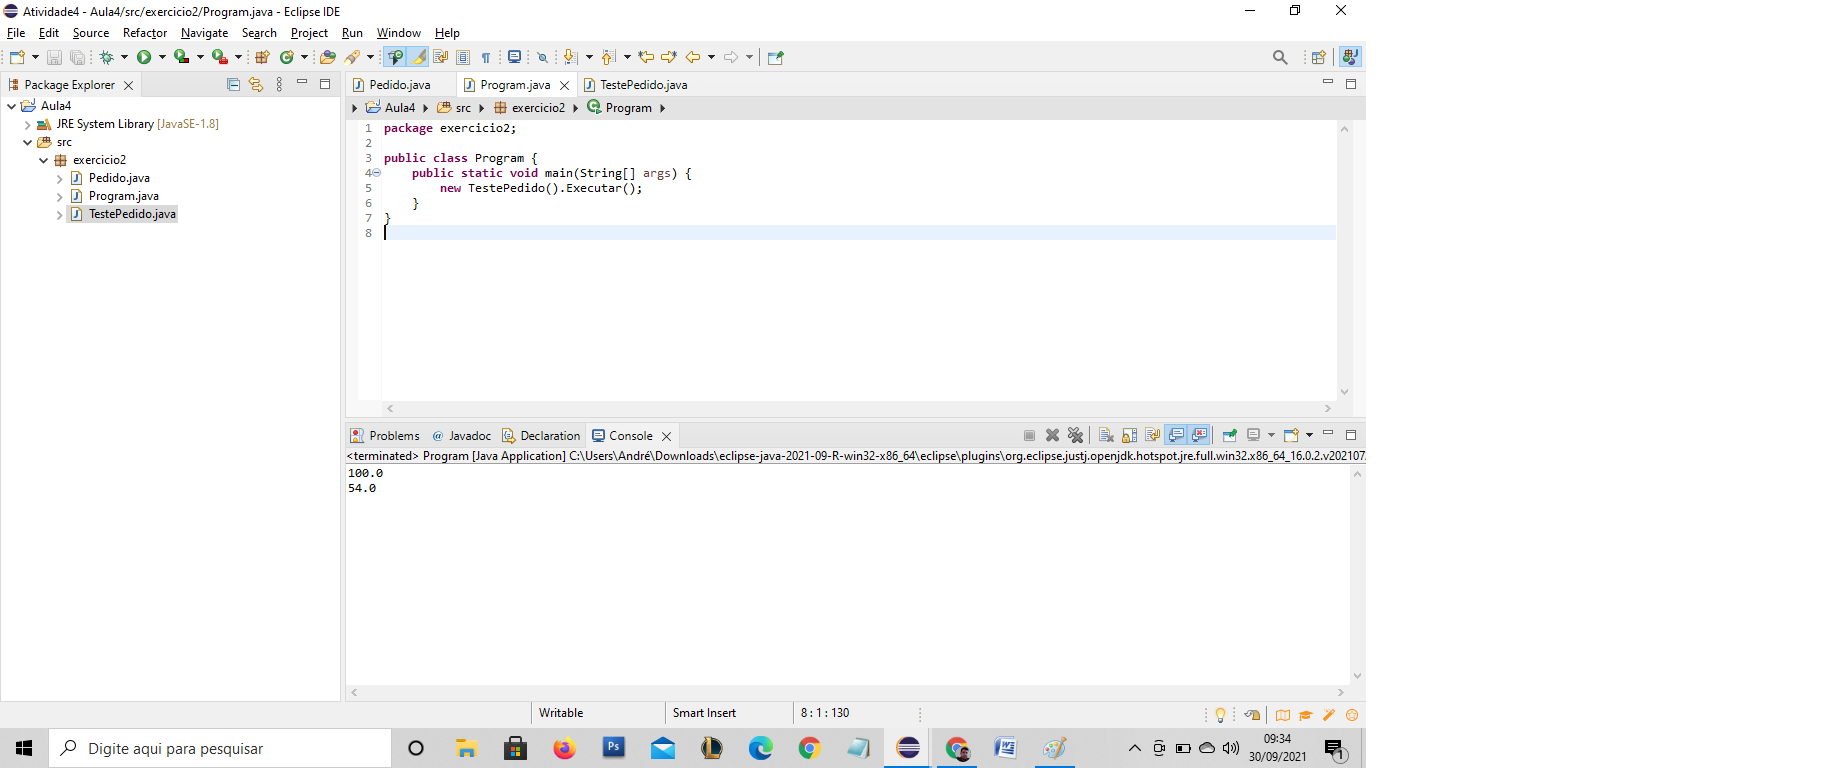 Atividade4 - Aula4/src/exercicio2/Program.java - Eclipse IDE
File Edit Source Refactor Navigate Search Project Run Window Help
Package Explorer
Aula4
JRE System Library [JavaSE-1.8]
src
exercicio2
Pedido.java
Program.java
TestePedido.java
Pedido.java Program.java TestePedido.java
Aula4 src exercicio2 Program
1 package exercicio2;
2
3 public class Program {
4 public static void main(String[] args) {
5 new TestePedido().Executar();
6 }
7 }
8
Problems @ Javadoc Declaration Console
<terminated> Program [Java Application] C:\Users\André\Downloads\eclipse-java-2021-09-R-win32-x86_64\eclipse\plugins\org.eclipse.justj.openjdk.hotspot.jre.full.win32.x86_64_16.0.2.v202107
100.0
54.0
Writable Smart Insert 8 : 1 : 130
Digite aqui para pesquisar
Ps
W
09:34
30/09/2021
1